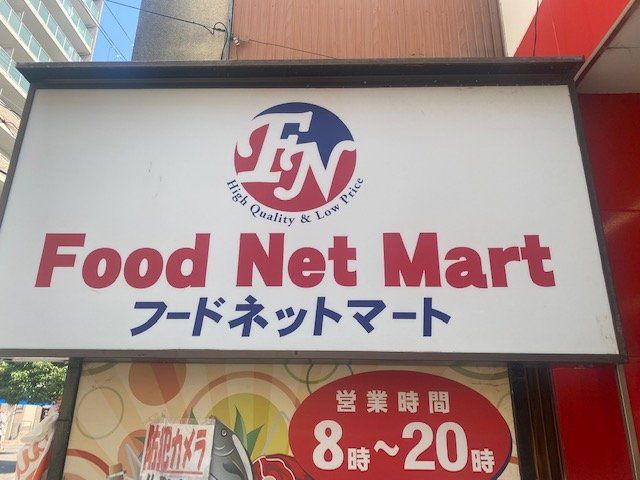 FN
High Quality & Low Price
Food Net Mart
フードネットマート
営業時間
8時～20時
防犯カメラ